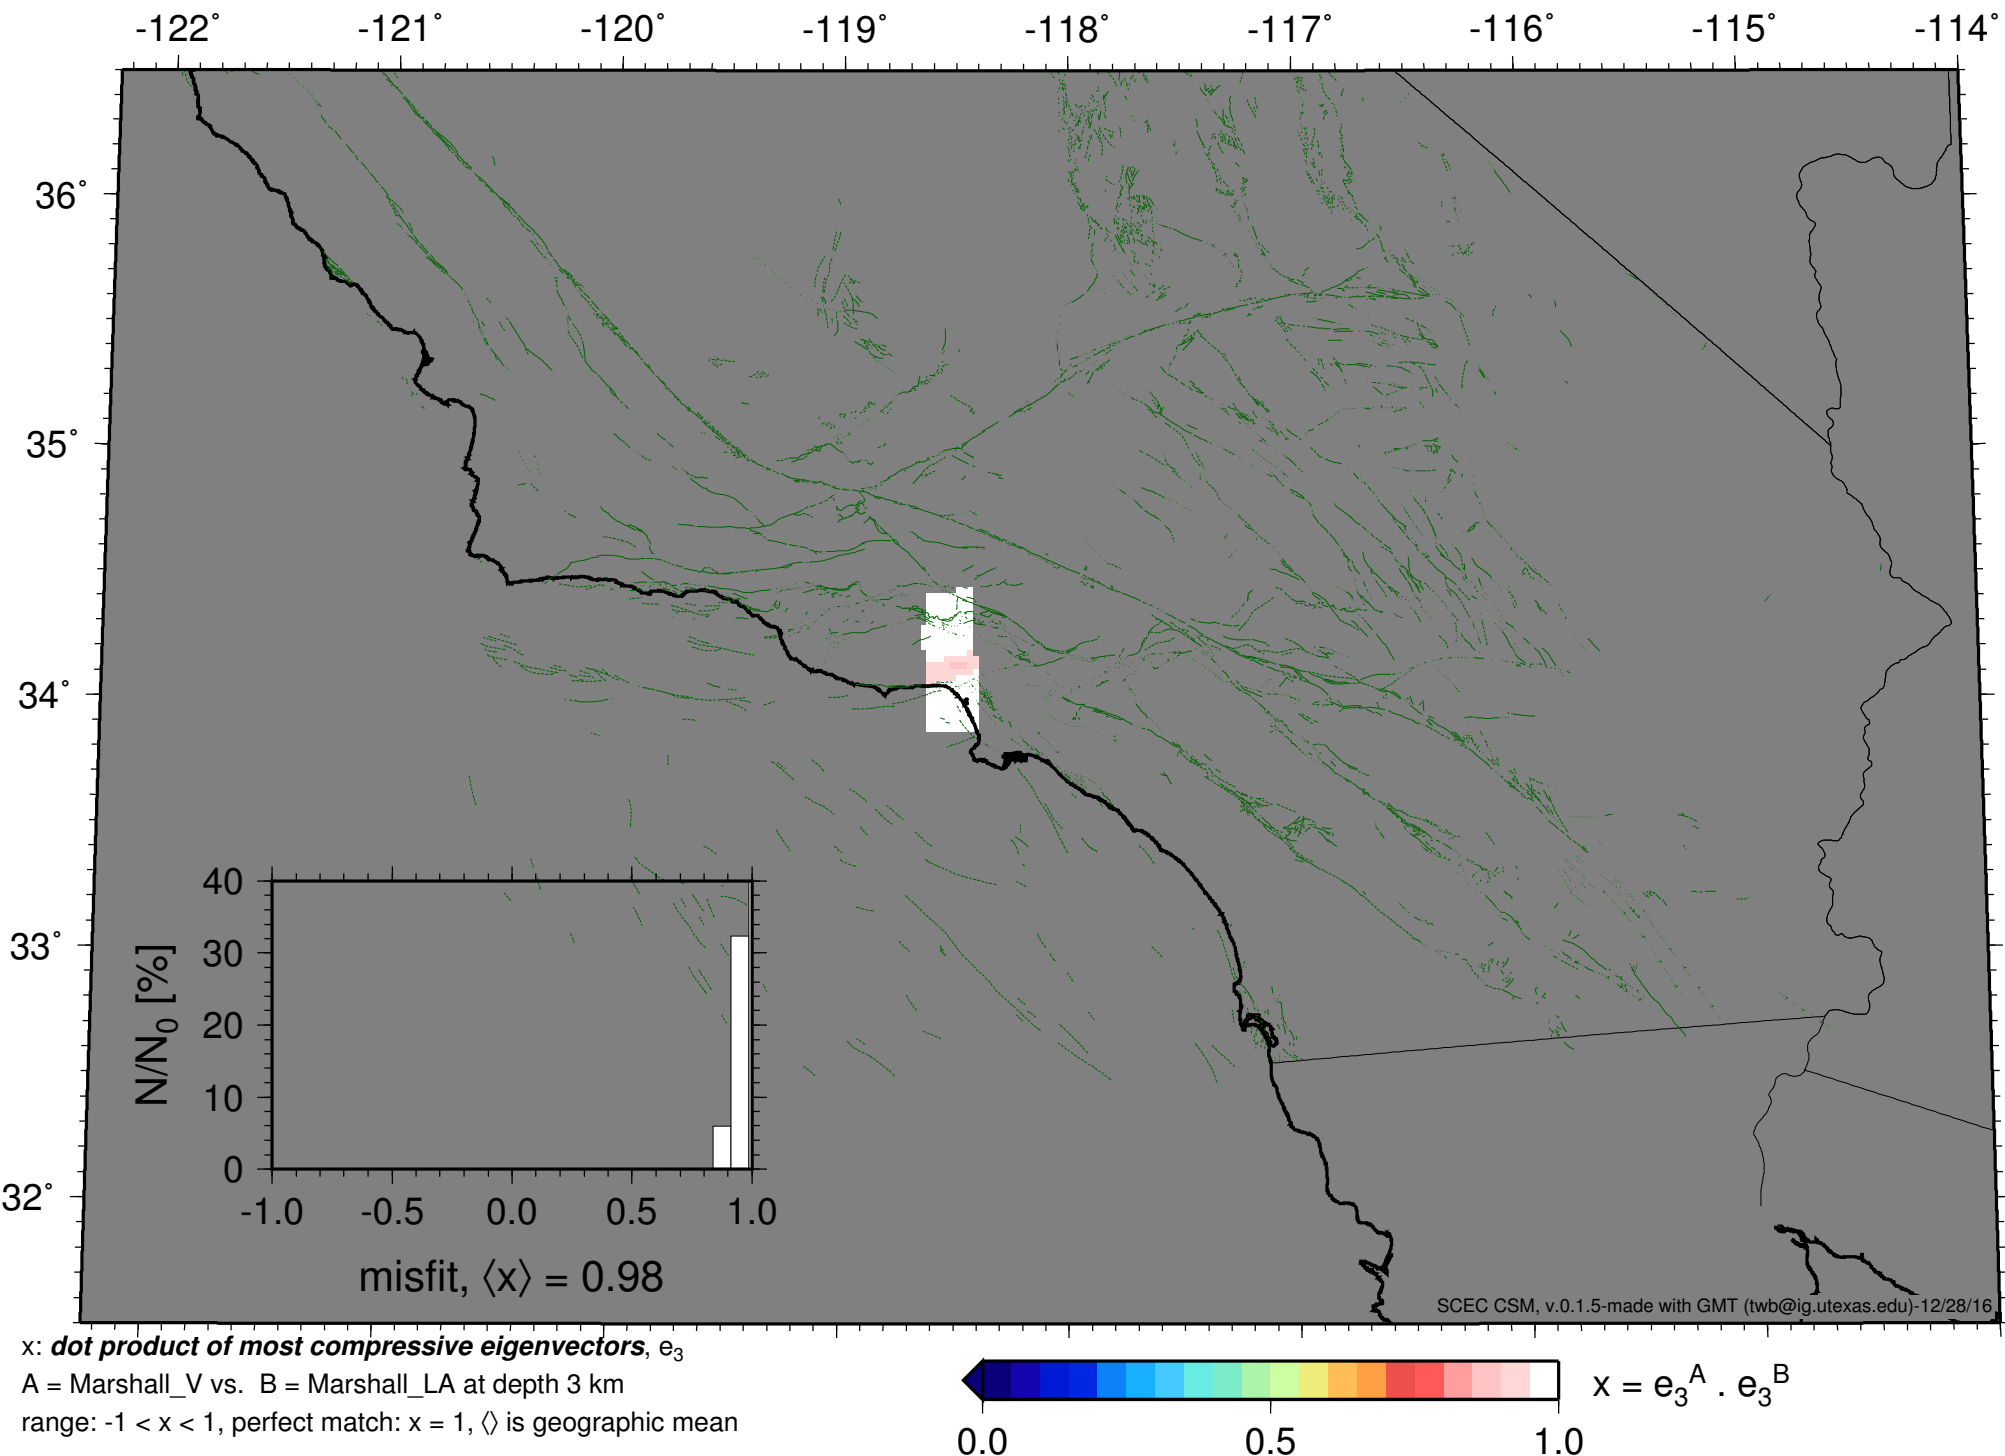 -122° -121° -120° -119° -118° -117° -116° -115° -114°
36°
35°
34°
33°
32°
40
30
20
10
0
N/N0 [%]
-1.0 -0.5 0.0 0.5 1.0
misfit, ⟨x⟩ = 0.98
SCEC CSM, v.0.1.5-made with GMT (twb@ig.utexas.edu)-12/28/16
x: dot product of most compressive eigenvectors, e3
A = Marshall_V vs. B = Marshall_LA at depth 3 km
range: -1 < x < 1, perfect match: x = 1, ⟨⟩ is geographic mean
x = e3^A . e3^B
0.0 0.5 1.0